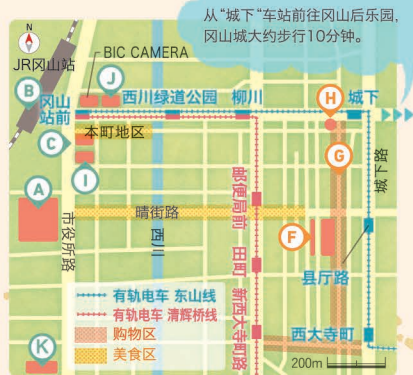 从“城下”车站前往冈山后乐园,
冈山城大约步行10分钟。
N
BIC CAMERA
JR冈山站
J
H
B
冈山
站前
西川绿道公园
柳川
城下
C
本町地区
G
I
城下路
A
邮便局前
晴街路
F
市役所路
西川
田町
县厅路
有轨电车 东山线
有轨电车 清辉桥线
新西大寺町路
西大寺町
购物区
美食区
K
200m